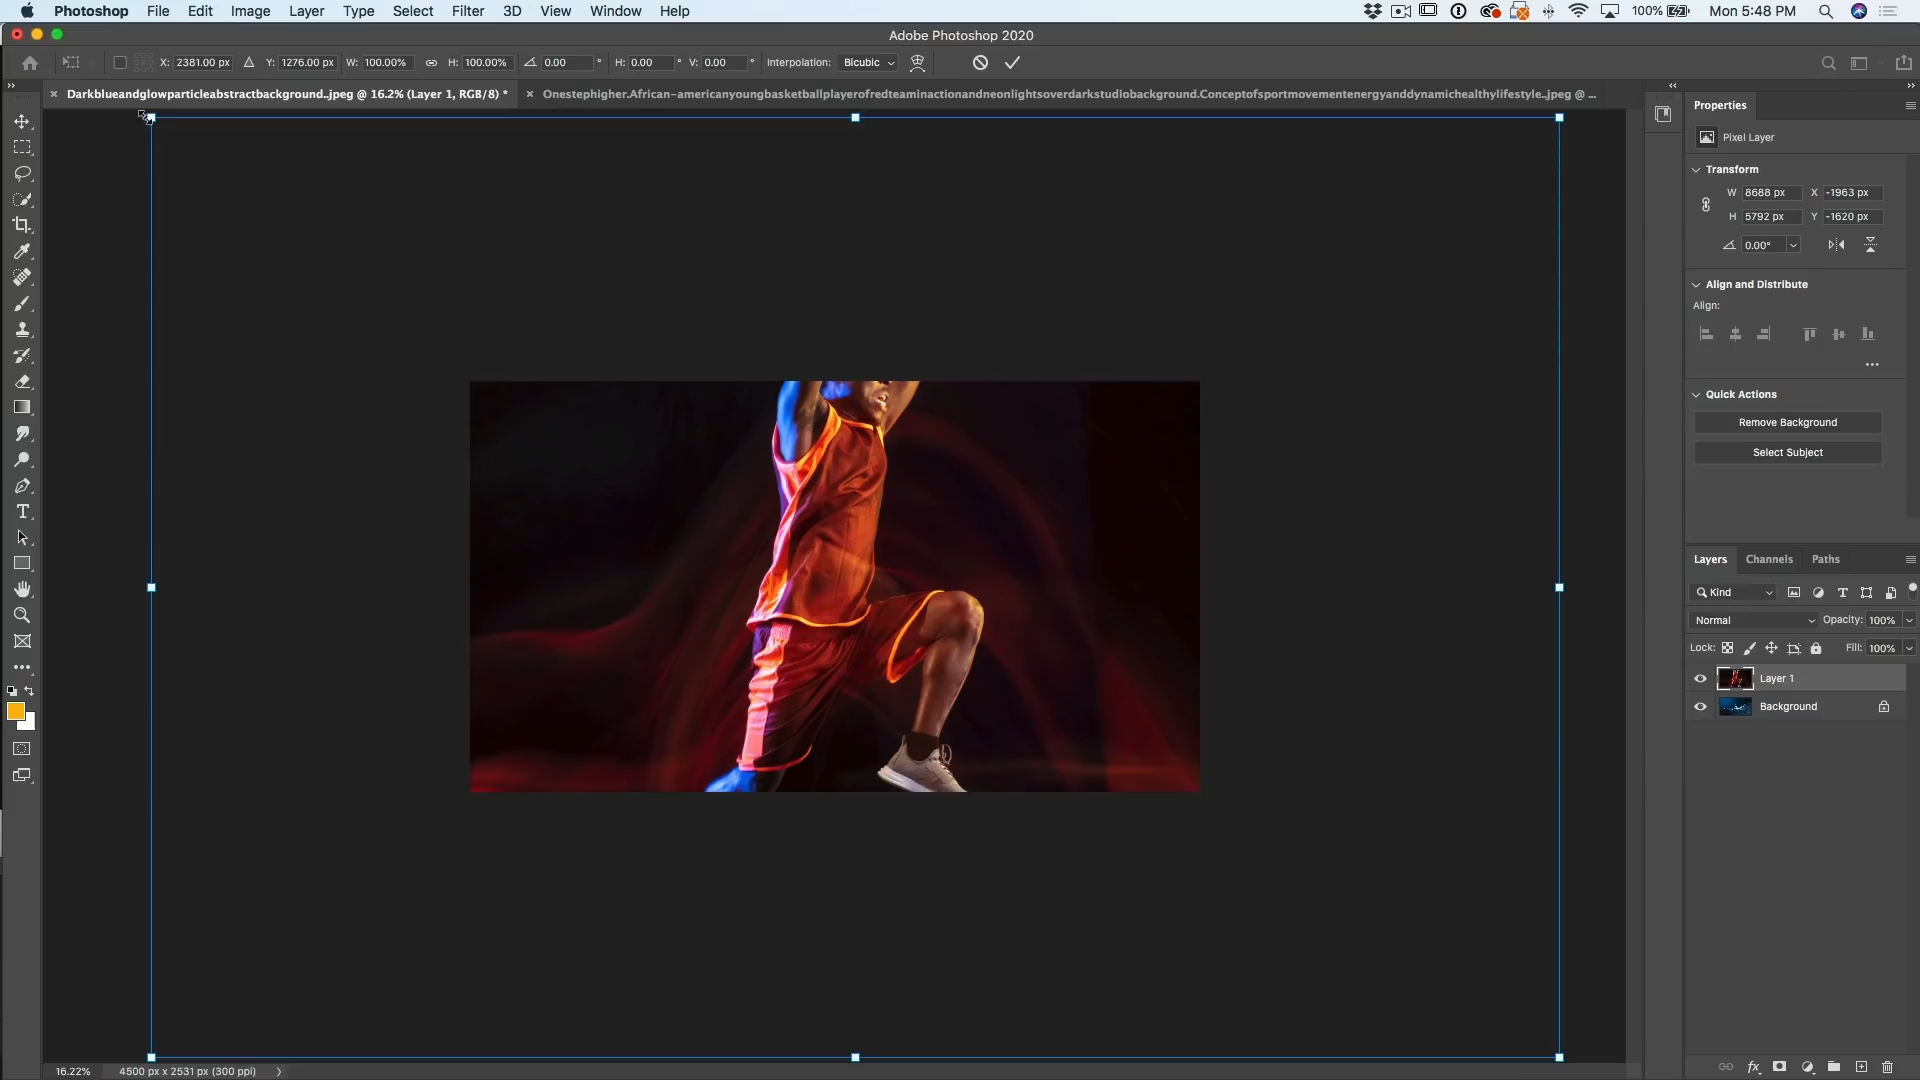 Photoshop File Edit Image Layer Type Select Filter 3D View Window Help 100% Mon 5:48 PM
Adobe Photoshop 2020
X: 2381.00 px Y: 1276.00 px W: 100.00% H: 100.00% 0.00 ° H: 0.00 ° V: 0.00 ° Interpolation: Bicubic
Darkblueandglowparticleabstractbackground..jpeg @ 16.2% (Layer 1, RGB/8) * Onestephigher.African-americanyoungbasketballplayerofredteaminactionandneonlightsoverdarkstudiobackground.Conceptofsportmovementenergyanddynamichealthylifestyle..jpeg @ ...
Properties
Pixel Layer
Transform
W 8688 px X -1963 px
H 5792 px Y -1620 px
0.00°
Align and Distribute
Align:
Quick Actions
Remove Background
Select Subject
Layers Channels Paths
Kind
Normal Opacity: 100%
Lock: Fill: 100%
Layer 1
Background
16.22% 4500 px x 2531 px (300 ppi)